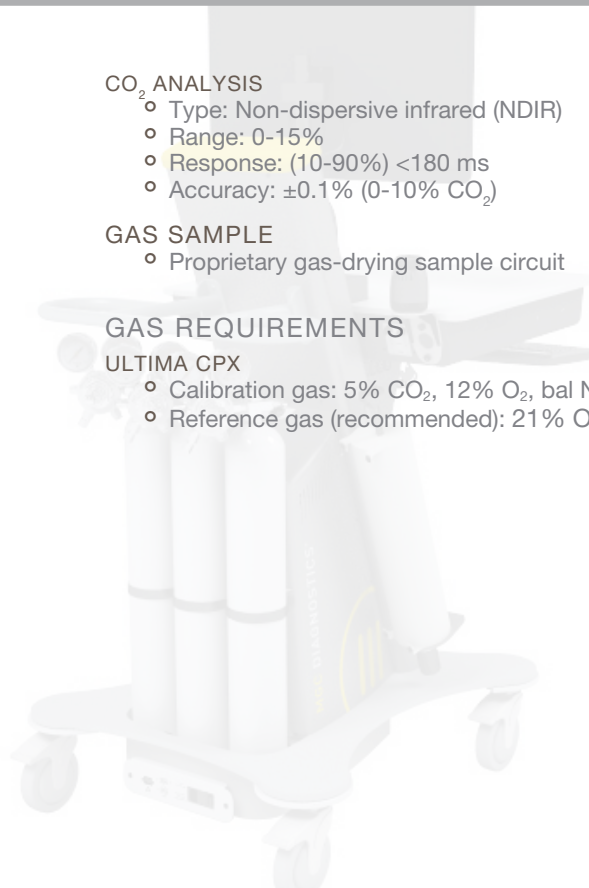 CO₂ ANALYSIS
Type: Non-dispersive infrared (NDIR)
Range: 0-15%
Response: (10-90%) <180 ms
Accuracy: ±0.1% (0-10% CO₂)
GAS SAMPLE
Proprietary gas-drying sample circuit
GAS REQUIREMENTS
ULTIMA CPX
Calibration gas: 5% CO₂, 12% O₂, bal N
Reference gas (recommended): 21% O
DIAGNOSTICS